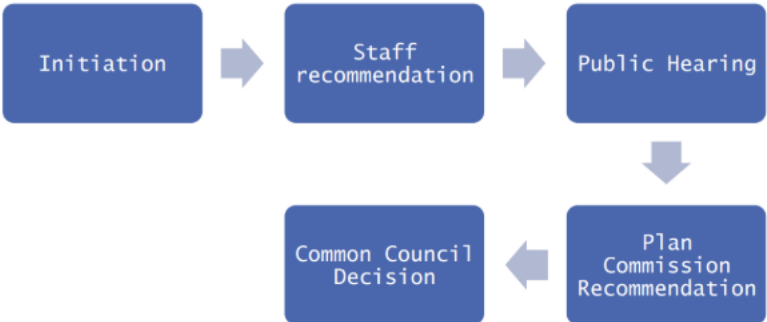 Initiation
Staff
recommendation
Public Hearing
Plan
Commission
Recommendation
Common Council
Decision